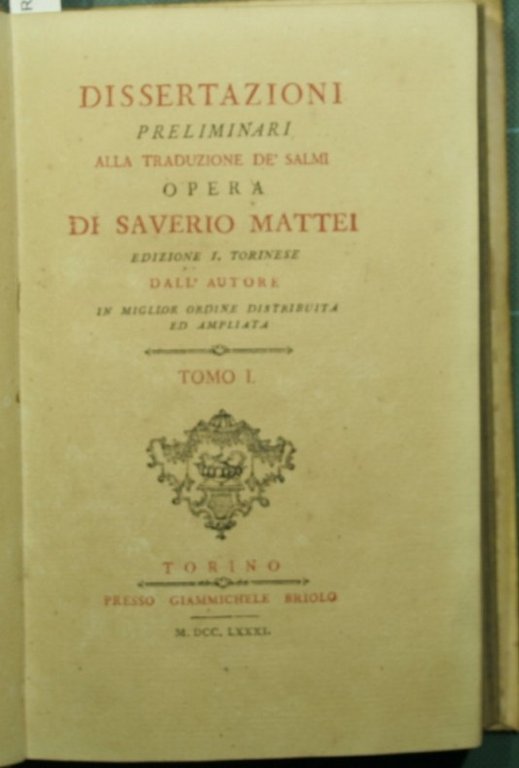 R
DISSERTAZIONI
PRELIMINARI
ALLA TRADUZIONE DE' SALMI
OPERA
DI SAVERIO MATTEI
EDIZIONE I. TORINESE
DALL' AUTORE
IN MIGLIOR ORDINE DISTRIBUITA
ED AMPLIATA
TOMO I.
TORINO
PRESSO GIAMMICHELE BRIOLO
M. DCC. LXXXI.